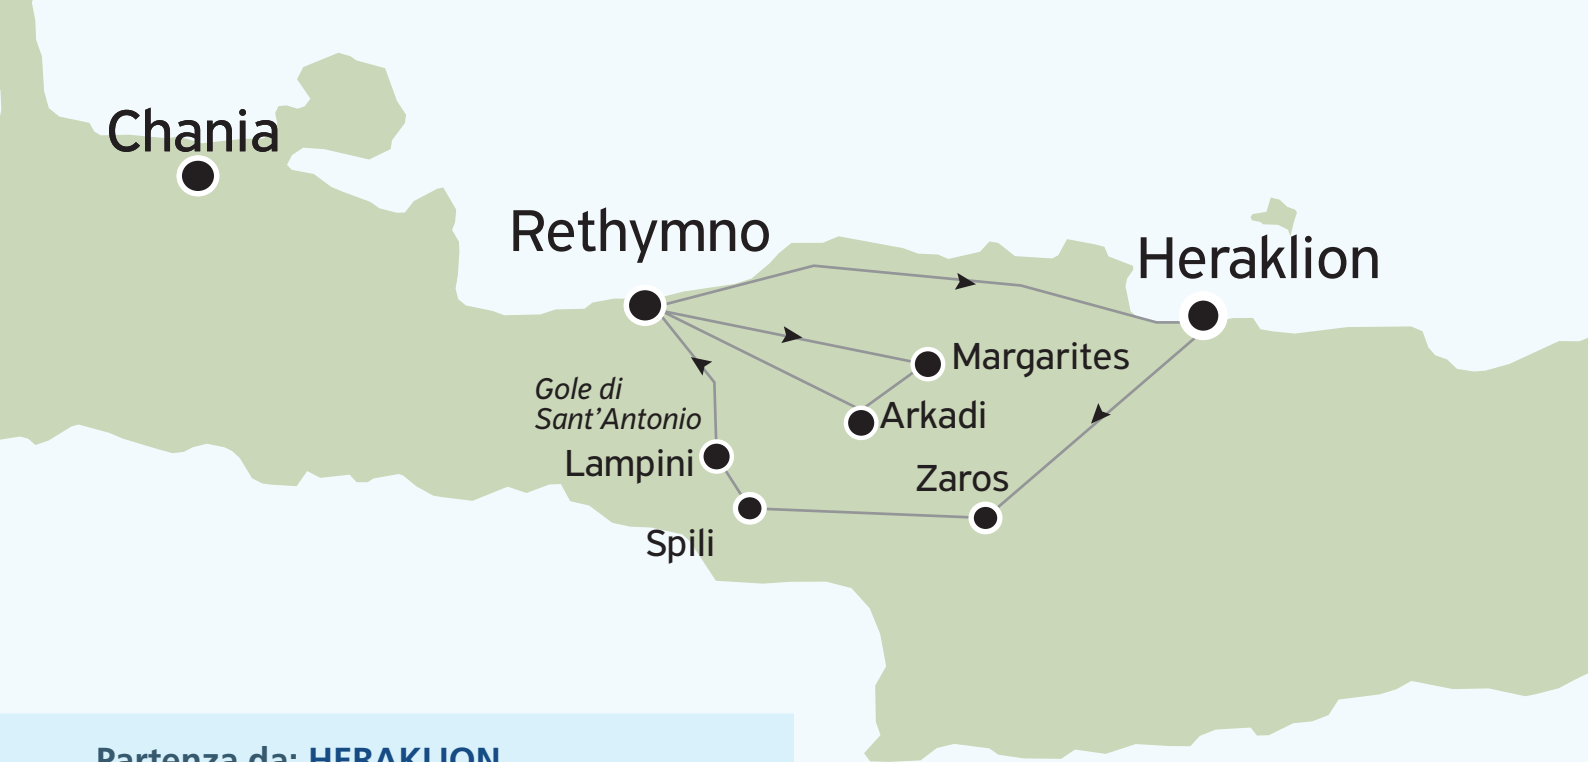 Chania
Rethymno
Heraklion
Margarites
Gole di
Sant'Antonio
Arkadi
Lampini
Zaros
Spili
Partenza da: HERAKLION